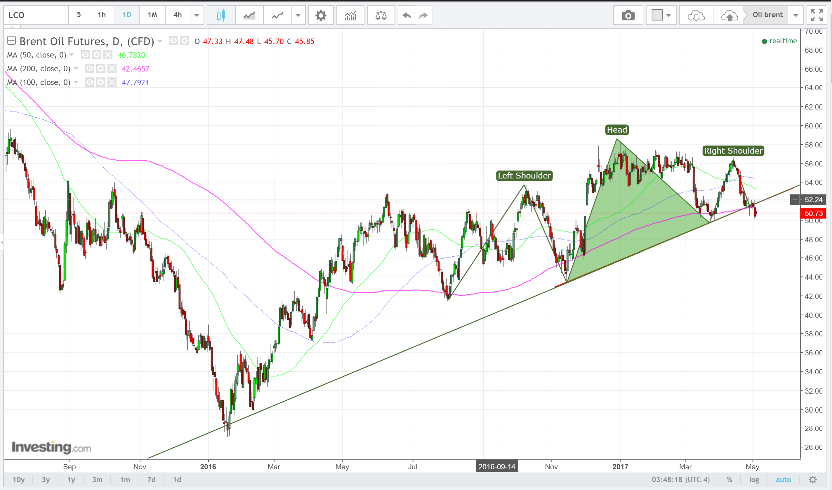 LCO 5 1h 1D 1M 4h Oil brent
Brent Oil Futures, D, (CFD) O 47.33 H 47.48 L 45.70 C 45.85
realtime
MA (50, close, 0) 46.7820
MA (200, close, 0) 42.4657
MA (100, close, 0) 47.7921
Head
Left Shoulder
Right Shoulder
70.00
68.00
66.00
64.00
62.00
60.00
58.00
56.00
54.00
52.24
50.73
50.00
48.00
46.00
44.00
42.00
40.00
38.00
36.00
34.00
32.00
30.00
28.00
26.00
Investing.com
Sep Nov 2016 Mar May Jul 2016-09-14 Nov 2017 Mar May
10y 3y 1y 3m 1m 7d 1d 03:48:18 (UTC-4) % log auto